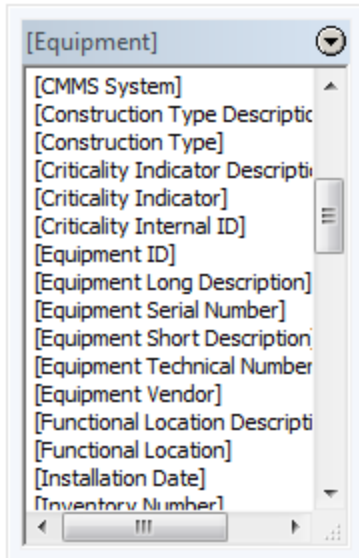 [Equipment]
[CMMS System]
[Construction Type Descriptic
[Construction Type]
[Criticality Indicator Descripti
[Criticality Indicator]
[Criticality Internal ID]
[Equipment ID]
[Equipment Long Description]
[Equipment Serial Number]
[Equipment Short Description]
[Equipment Technical Number
[Equipment Vendor]
[Functional Location Descripti
[Functional Location]
[Installation Date]
[Inventory Number]